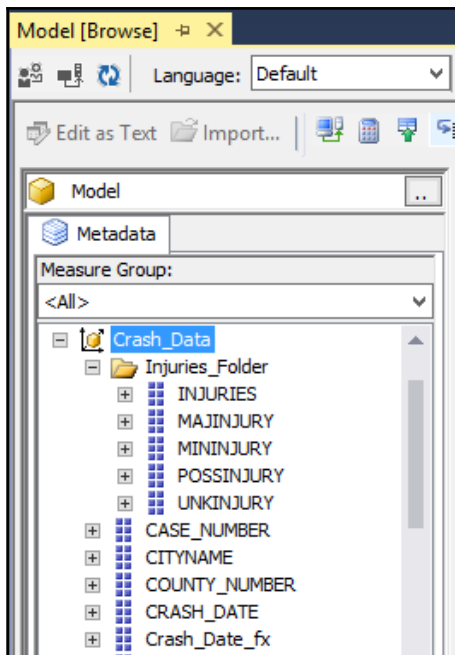 Model [Browse]
Language: Default
Edit as Text Import...
Model ..
Metadata
Measure Group:
<All>
Crash_Data
Injuries_Folder
INJURIES
MAJINJURY
MININJURY
POSSINJURY
UNKINJURY
CASE_NUMBER
CITYNAME
COUNTY_NUMBER
CRASH_DATE
Crash_Date_fx